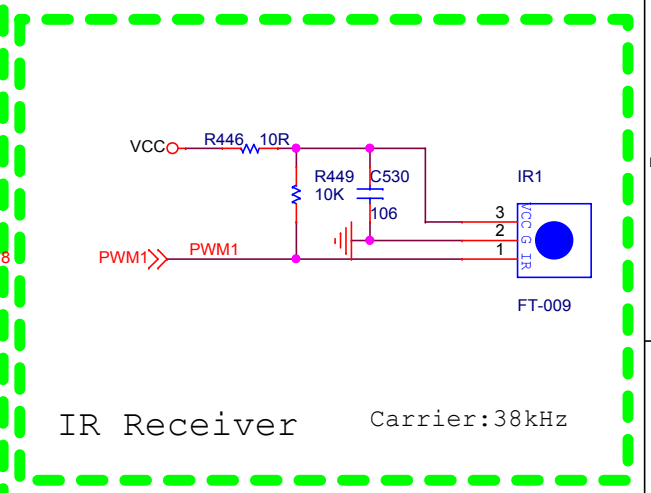 VCC R446 10R
R449 C530
10K
106
IR1
3 VCC
2 G
1 IR
8
PWM1 PWM1
FT-009
IR Receiver
Carrier:38kHz